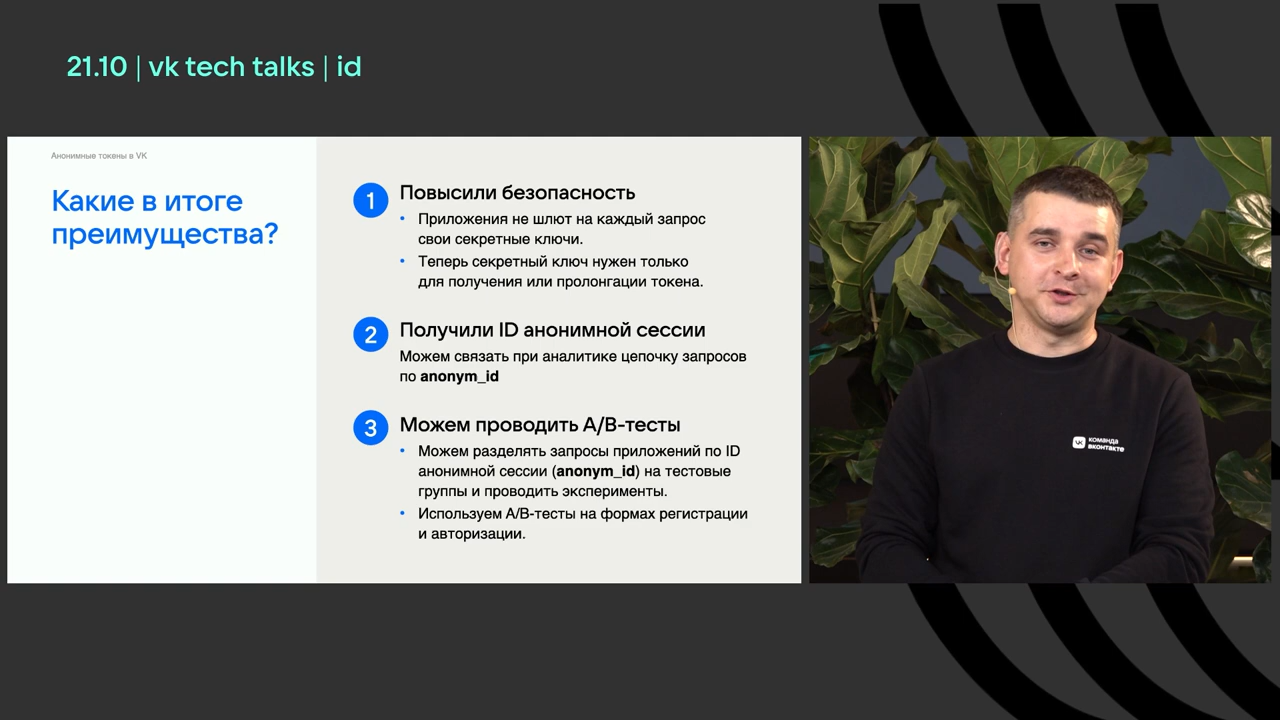 21.10 | vk tech talks | id
Анонимные токены в VK
Какие в итоге
преимущества?
1
Повысили безопасность
• Приложения не шлют на каждый запрос
свои секретные ключи.
• Теперь секретный ключ нужен только
для получения или пролонгации токена.
2
Получили ID анонимной сессии
Можем связать при аналитике цепочку запросов
по anonym_id
3
Можем проводить A/B-тесты
• Можем разделять запросы приложений по ID
анонимной сессии (anonym_id) на тестовые
группы и проводить эксперименты.
• Используем A/B-тесты на формах регистрации
и авторизации.
команда
вконтакте